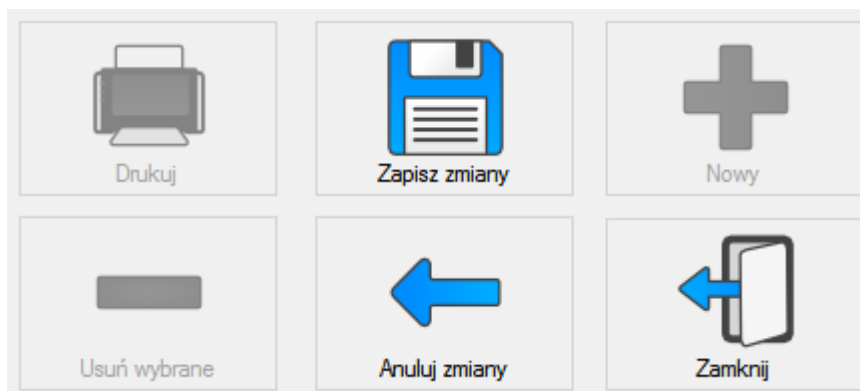 Drukuj
Zapisz zmiany
Nowy
Usuń wybrane
Anuluj zmiany
Zamknij